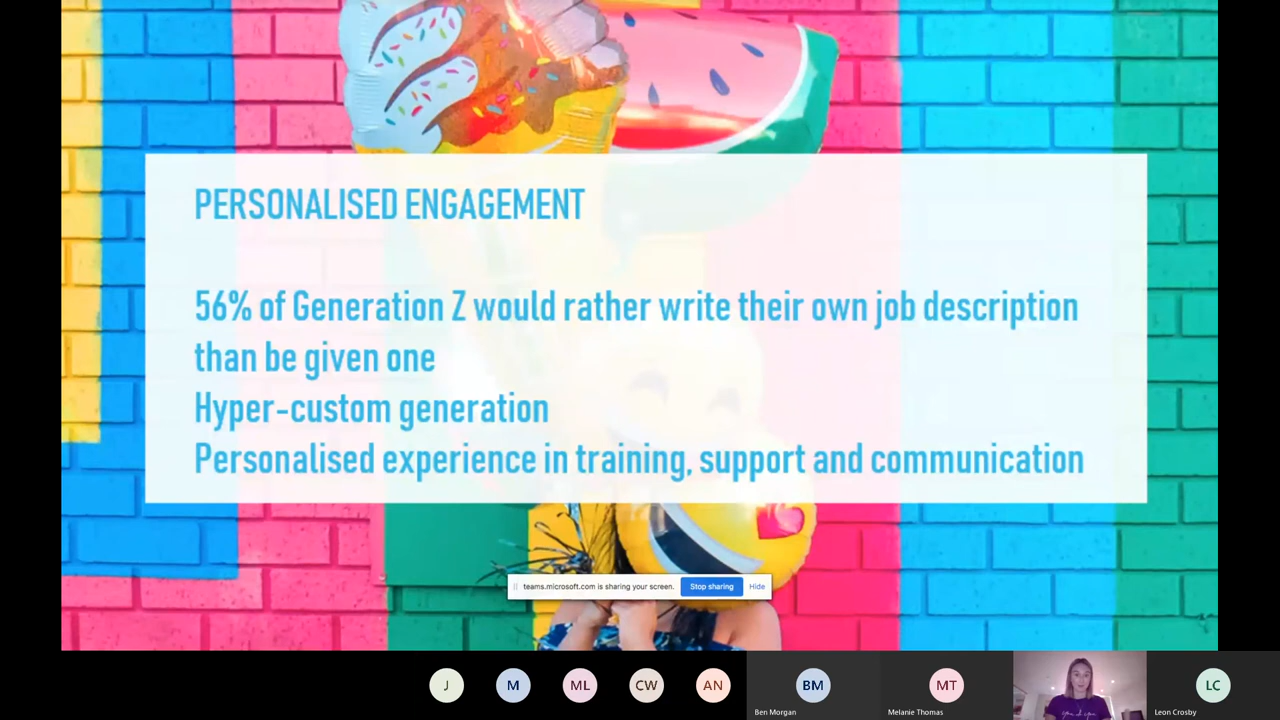 PERSONALISED ENGAGEMENT
56% of Generation Z would rather write their own job description
than be given one
Hyper-custom generation
Personalised experience in training, support and communication
teams.microsoft.com is sharing your screen. Stop sharing Hide
J M ML CW AN BM MT LC
Ben Morgan Melanie Thomas Leon Crosby